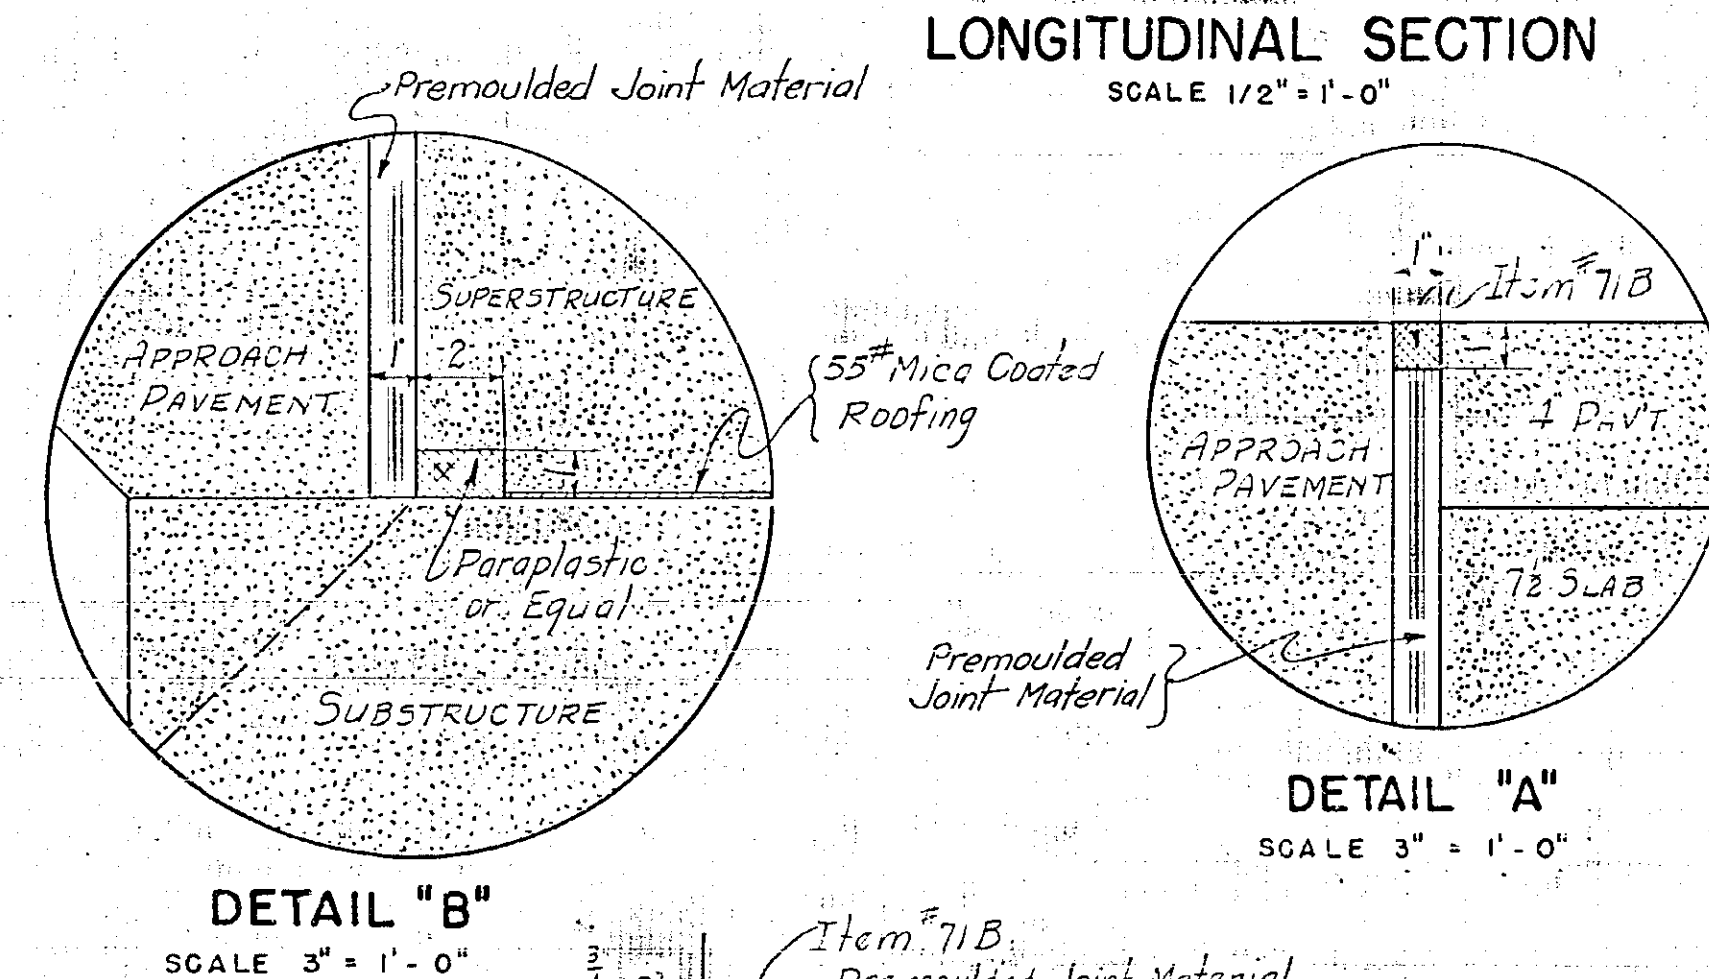 LONGITUDINAL SECTION
SCALE 1/2" = 1'-0"
Premoulded Joint Material
SUPERSTRUCTURE
APPROACH
PAVEMENT
1"
2"
1"
55# Mica Coated
Roofing
Paraplastic
or Equal
SUBSTRUCTURE
DETAIL "B"
SCALE 3" = 1'-0"
1"
Item #71B
1"
APPROACH
PAVEMENT
4" PAV'T.
7½" SLAB
Premoulded
Joint Material
DETAIL "A"
SCALE 3" = 1'-0"
Item #71B
Premoulded Joint Material